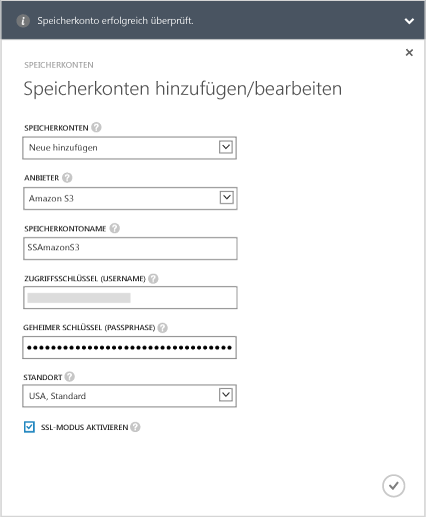 Speicherkonto erfolgreich überprüft.
SPEICHERKONTEN
Speicherkonten hinzufügen/bearbeiten
SPEICHERKONTEN ?
Neue hinzufügen
ANBIETER ?
Amazon S3
SPEICHERKONTONAME ?
SSAmazonS3
ZUGRIFFSSCHLÜSSEL (USERNAME) ?
GEHEIMER SCHLÜSSEL (PASSPRHASE) ?
STANDORT ?
USA, Standard
SSL-MODUS AKTIVIEREN ?